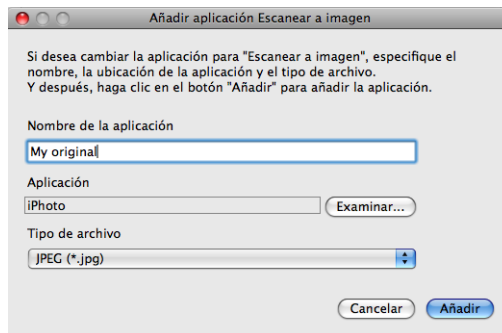 Añadir aplicación Escanear a imagen
Si desea cambiar la aplicación para "Escanear a imagen", especifique el
nombre, la ubicación de la aplicación y el tipo de archivo.
Y después, haga clic en el botón "Añadir" para añadir la aplicación.
Nombre de la aplicación
My original
Aplicación
iPhoto
Examinar...
Tipo de archivo
JPEG (*.jpg)
Cancelar
Añadir